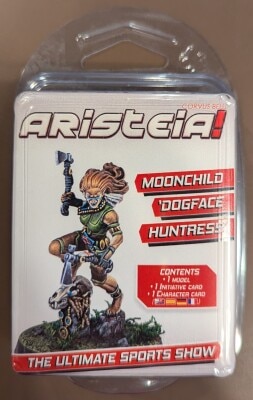 CORVUS BELLI
ARISTEIA!
MOONCHILD
'DOGFACE
HUNTRESS'
CONTENTS
• 1 MODEL
• 1 INITIATIVE CARD
• 1 CHARACTER CARD
THE ULTIMATE SPORTS SHOW